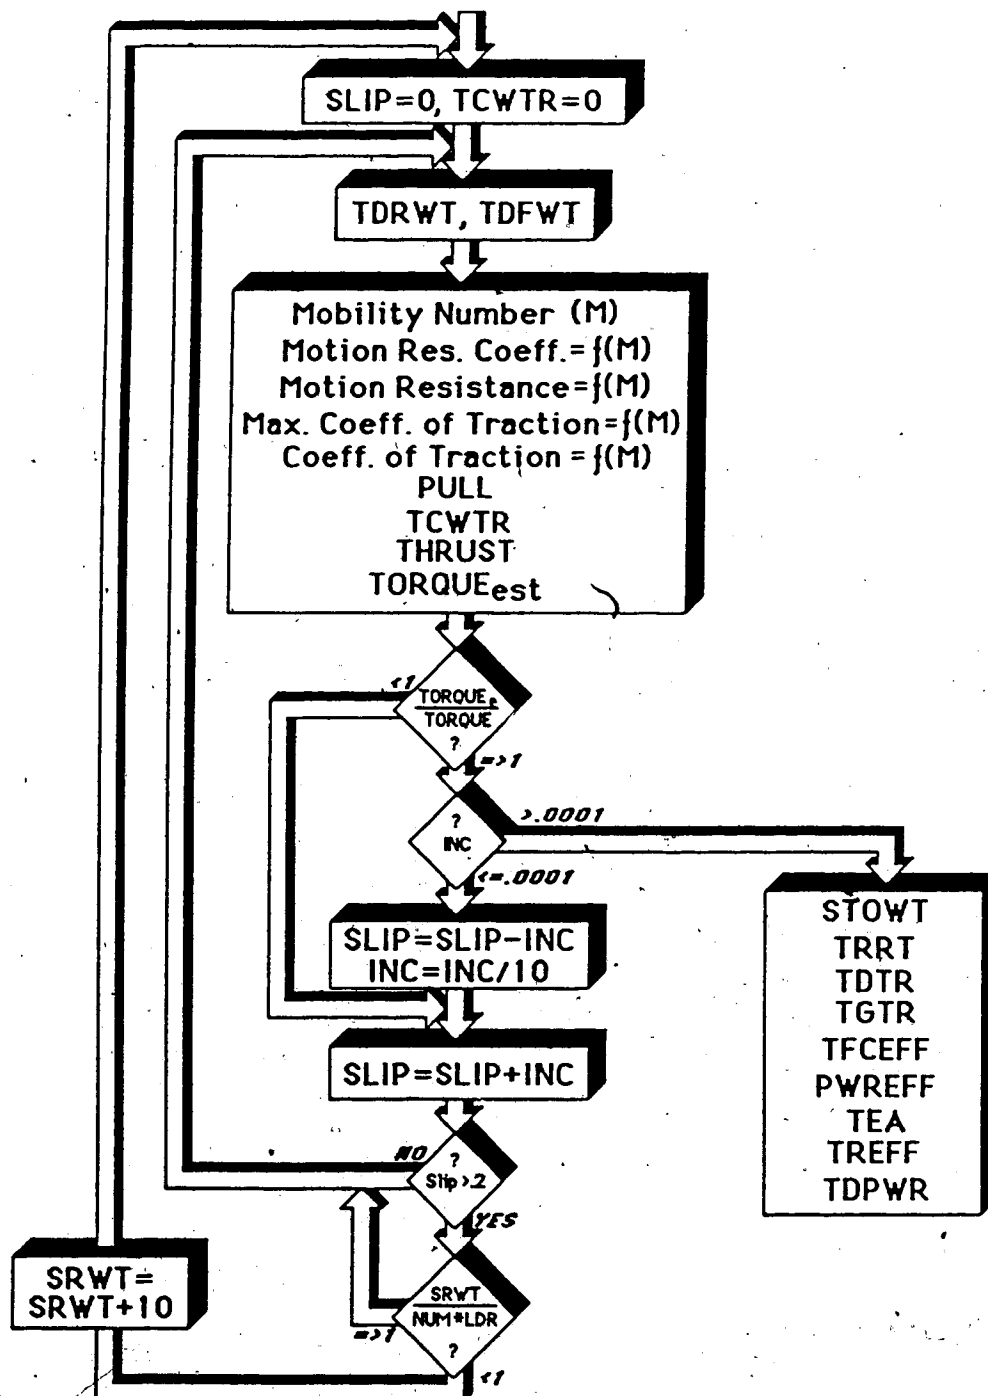 SLIP=0, TCWTR=0
TDRWT, TDFWT
Mobility Number (M)
Motion Res. Coeff.=f(M)
Motion Resistance=f(M)
Max. Coeff. of Traction=f(M)
Coeff. of Traction =f(M)
PULL
TCWTR
THRUST
TORQUEest
<1
TORQUEe
TORQUE
?
=>1
?
INC
>.0001
<=.0001
SLIP=SLIP-INC
INC=INC/10
SLIP=SLIP+INC
NO
?
Slip>.2
YES
SRWT
NUM*LDR
?
=>1
<1
SRWT=
SRWT+10
STOWT
TRRT
TDTR
TGTR
TFCEFF
PWREFF
TEA
TREFF
TDPWR